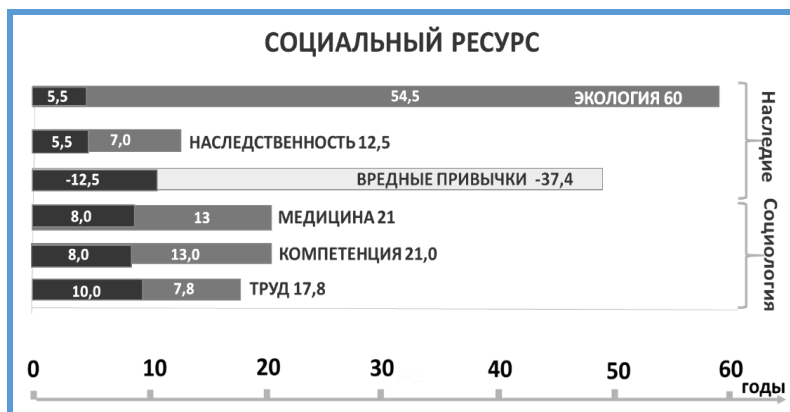 СОЦИАЛЬНЫЙ РЕСУРС
5,5 54,5 ЭКОЛОГИЯ 60
5,5 7,0 НАСЛЕДСТВЕННОСТЬ 12,5
-12,5 ВРЕДНЫЕ ПРИВЫЧКИ -37,4
8,0 13 МЕДИЦИНА 21
8,0 13,0 КОМПЕТЕНЦИЯ 21,0
10,0 7,8 ТРУД 17,8
Наследие
Социология
0 10 20 30 40 50 60
годы